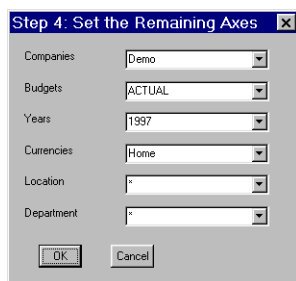 Step 4: Set the Remaining Axes
Companies Demo
Budgets ACTUAL
Years 1997
Currencies Home
Location *
Department *
OK Cancel